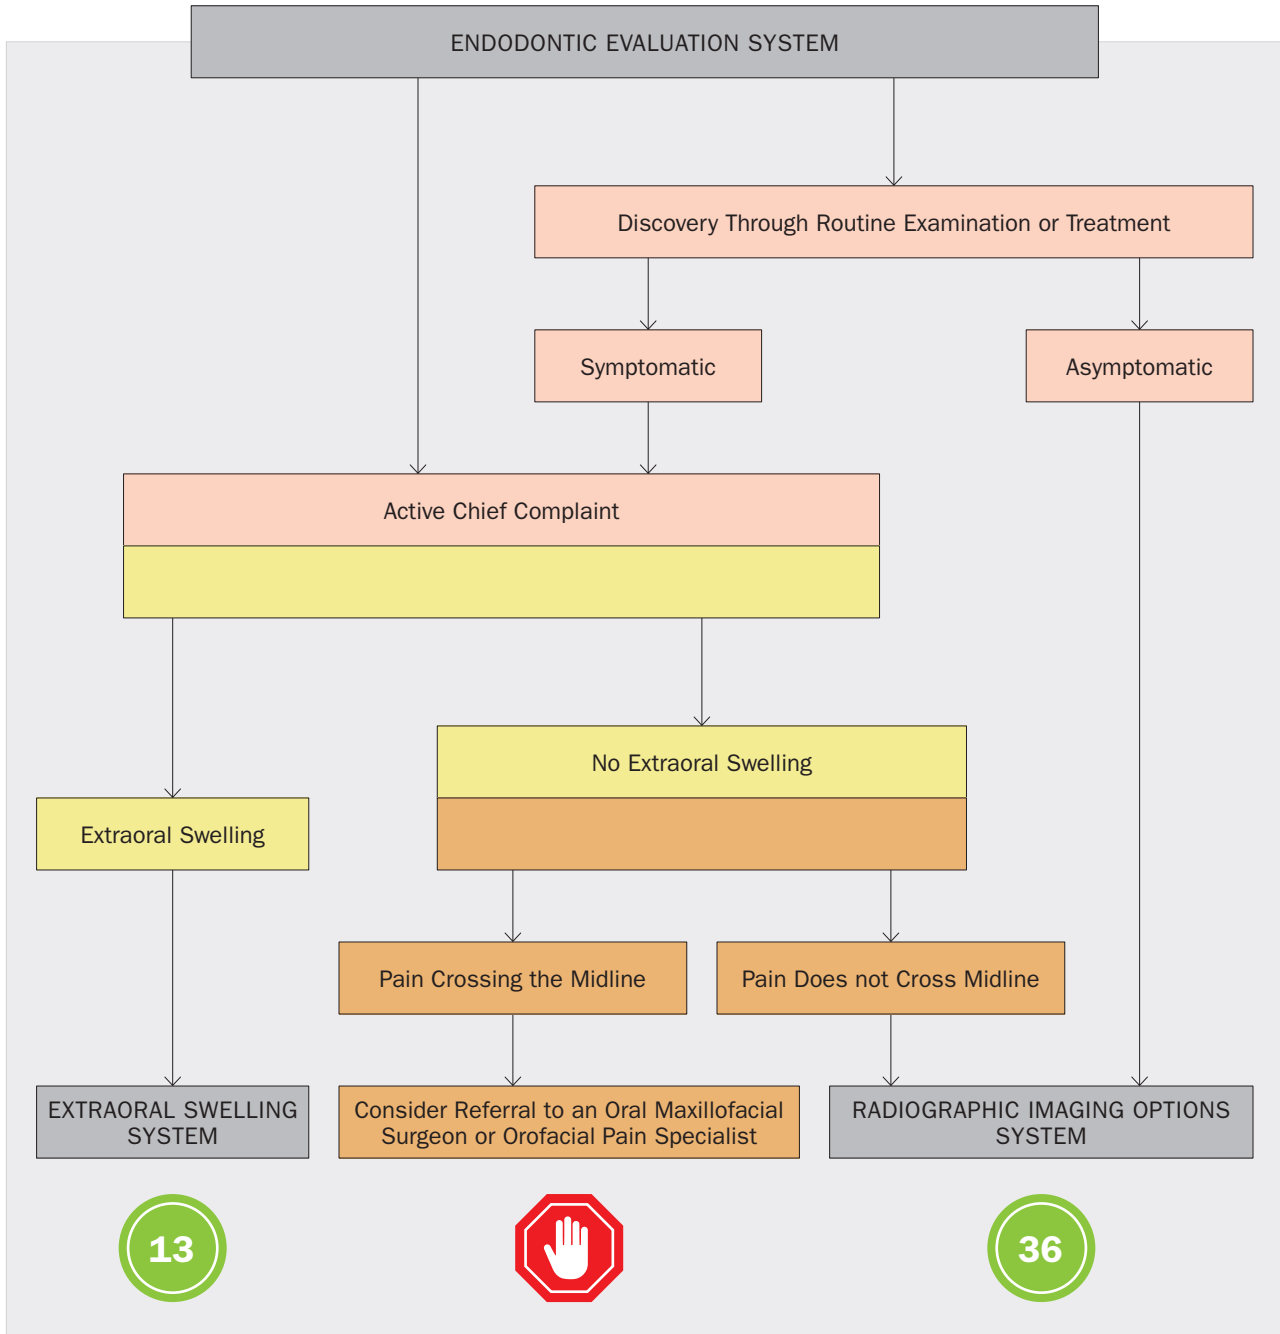 ENDODONTIC EVALUATION SYSTEM
Discovery Through Routine Examination or Treatment
Symptomatic
Asymptomatic
Active Chief Complaint
No Extraoral Swelling
Extraoral Swelling
Pain Crossing the Midline
Pain Does not Cross Midline
EXTRAORAL SWELLING
SYSTEM
Consider Referral to an Oral Maxillofacial
Surgeon or Orofacial Pain Specialist
RADIOGRAPHIC IMAGING OPTIONS
SYSTEM
13
36